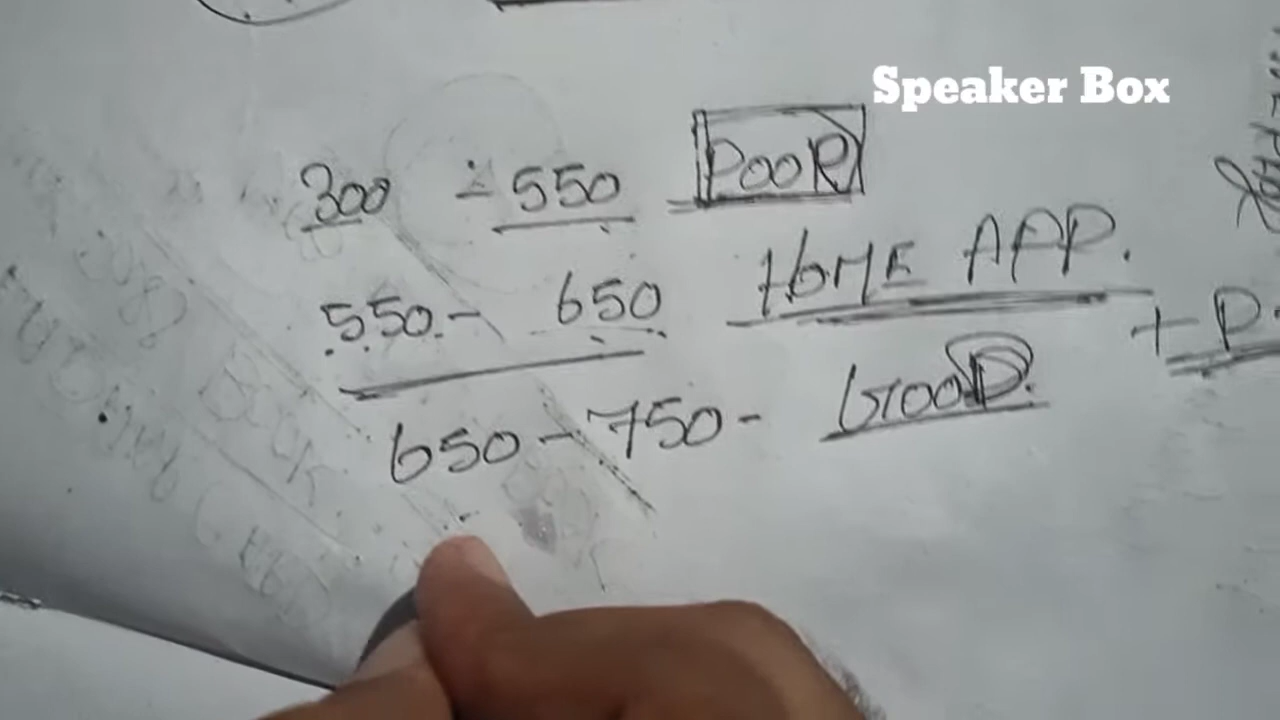 Speaker Box
300 - 550 POOR
550 - 650 HOME APP.
+ P.
650 - 750 - GOOD.